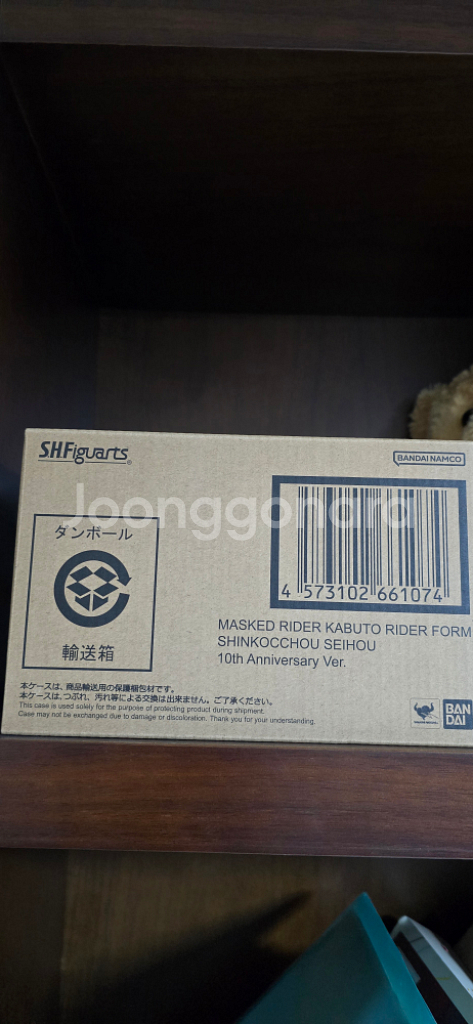 S.H.Figuarts
BANDAI NAMCO
Joonggonara
ダンボール
輸送箱
4 573102 661074
MASKED RIDER KABUTO RIDER FORM
SHINKOCCHOU SEIHOU
10th Anniversary Ver.
本ケースは、商品輸送用の保護梱包材です。
本ケースは、つぶれ、汚れ等による交換は出来ません。ご了承ください。
This case is used solely for the purpose of protecting product during shipment.
Case may not be exchanged due to damage or discoloration. Thank you for your understanding.
BAN
DAI